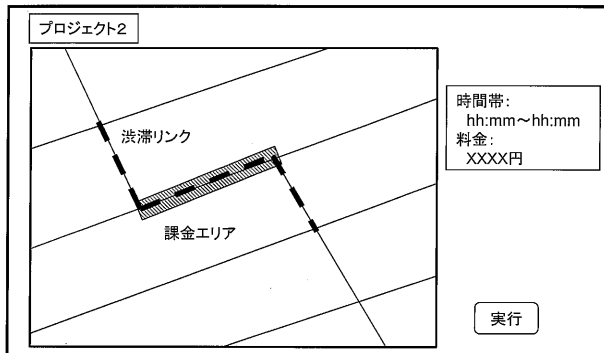 プロジェクト2
渋滞リンク
課金エリア
時間帯:
hh:mm～hh:mm
料金:
XXXX円
実行